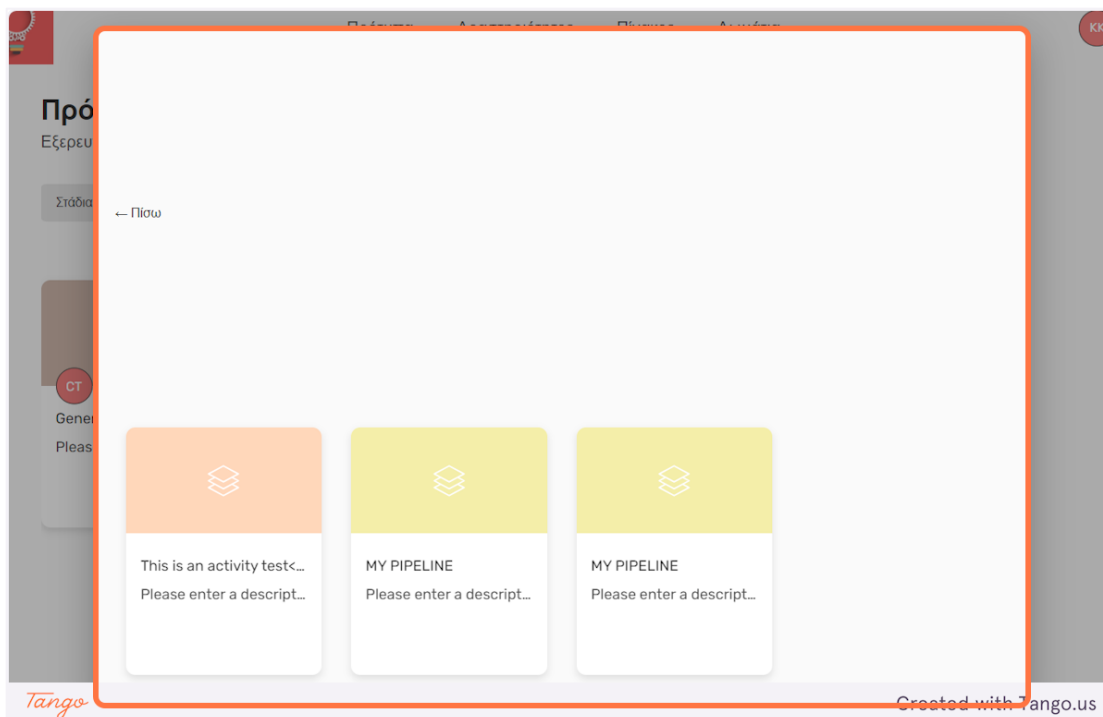 KK
Πρό
Εξερευ
Στάδια
← Πίσω
CT
Gener
Pleas
This is an activity test<...
Please enter a descript...
MY PIPELINE
Please enter a descript...
MY PIPELINE
Please enter a descript...
Tango
Created with Tango.us